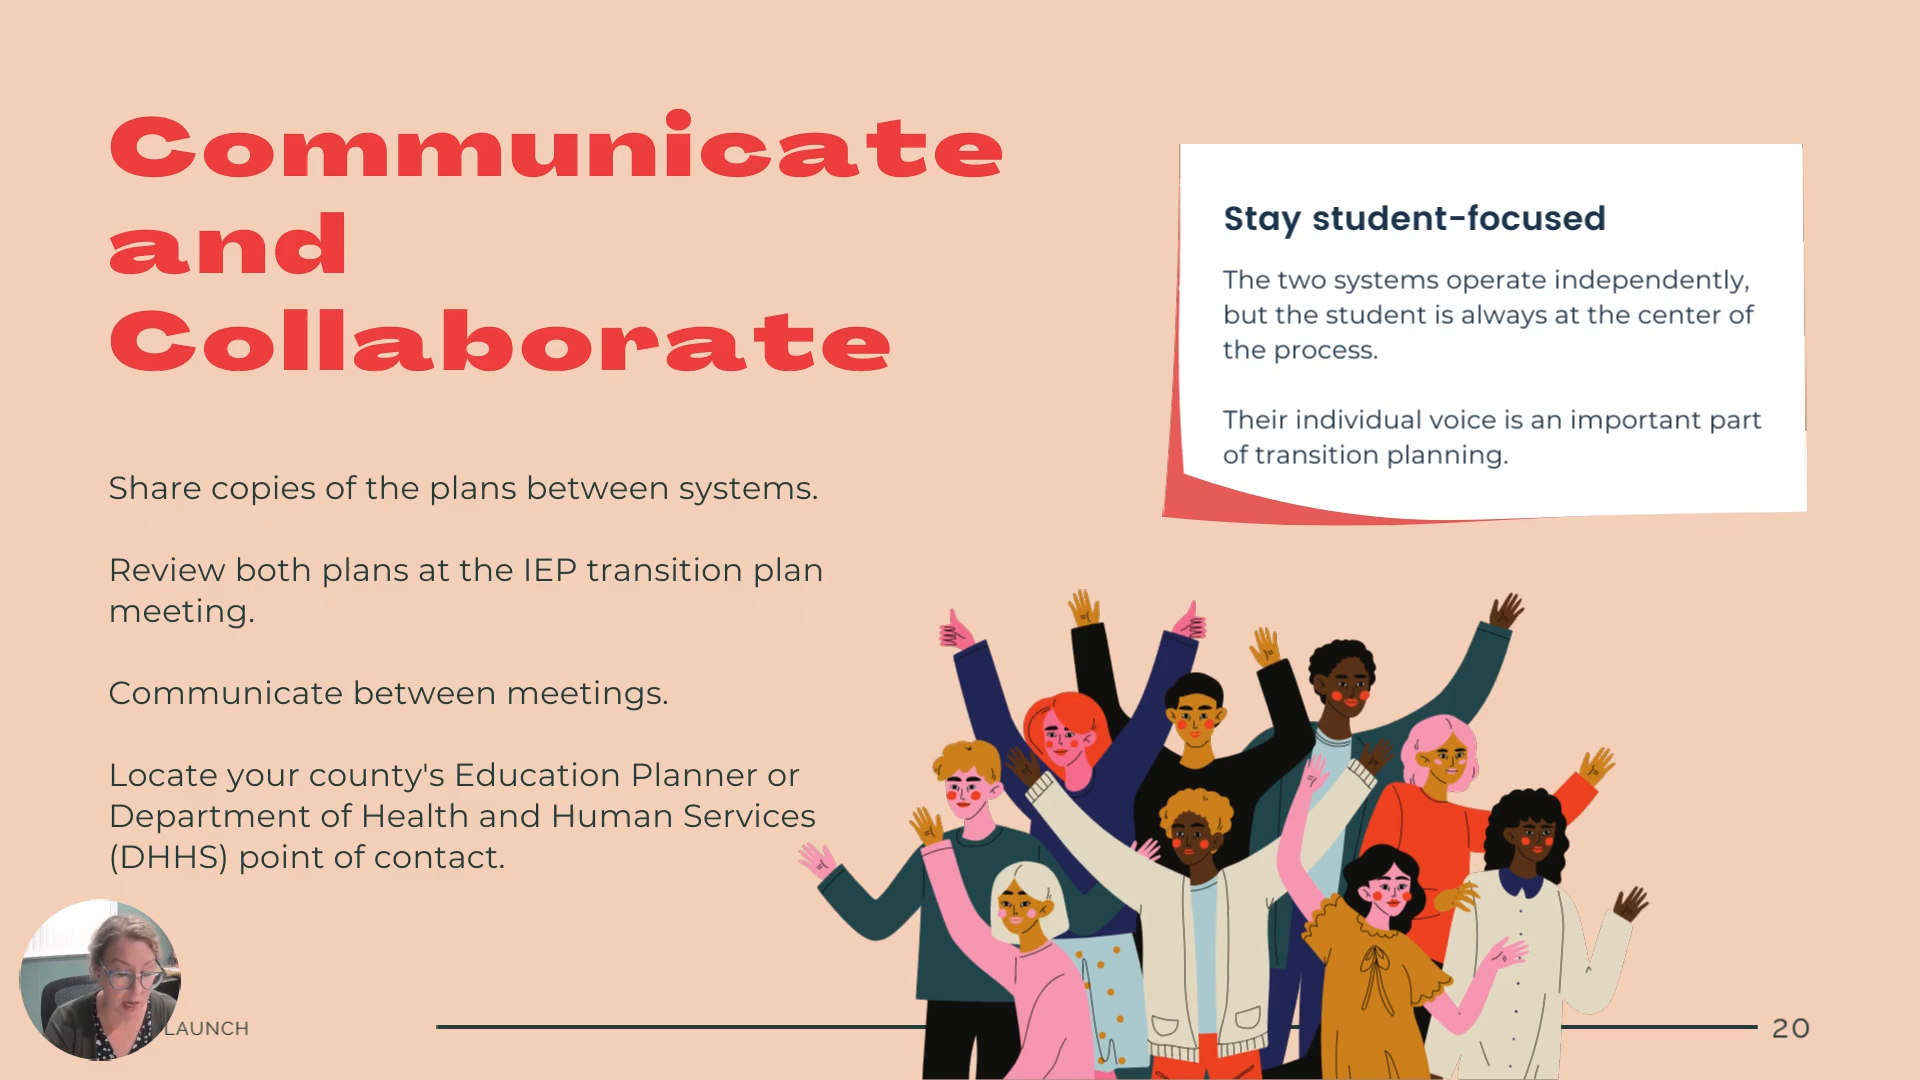 Communicate
and
Collaborate
Share copies of the plans between systems.
Review both plans at the IEP transition plan
meeting.
Communicate between meetings.
Locate your county's Education Planner or
Department of Health and Human Services
(DHHS) point of contact.
Stay student-focused
The two systems operate independently,
but the student is always at the center of
the process.
Their individual voice is an important part
of transition planning.
LAUNCH
20